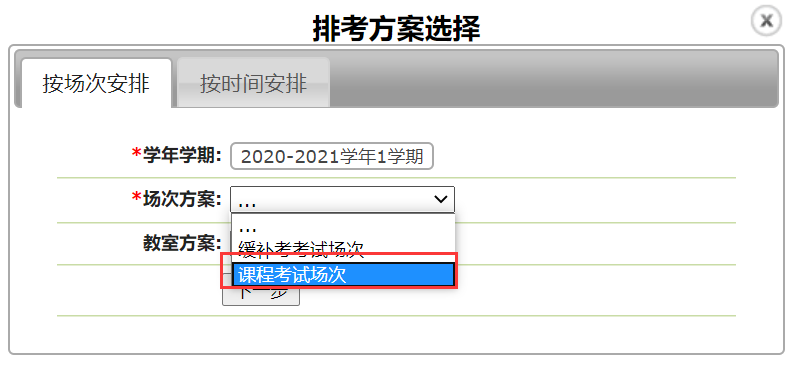 排考方案选择
按场次安排 按时间安排
*学年学期: 2020-2021学年1学期
*场次方案: ...
...
教室方案:
缓补考考试场次
课程考试场次
下一步